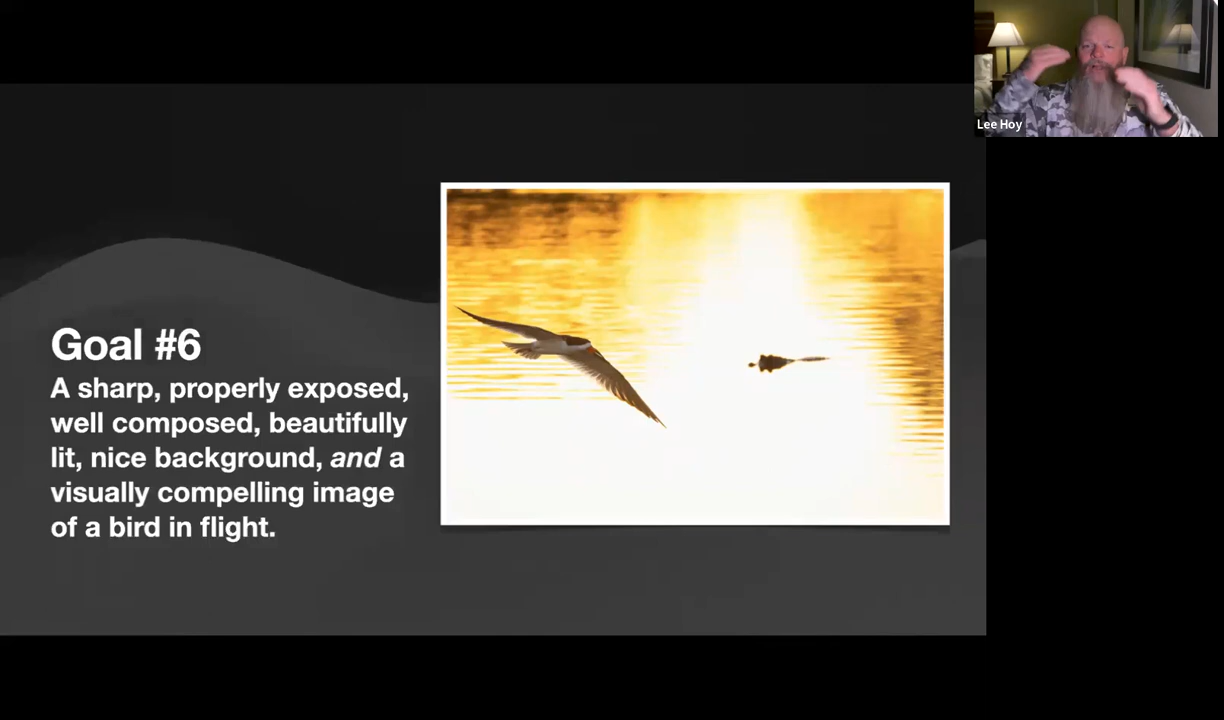 Lee Hoy
Goal #6
A sharp, properly exposed,
well composed, beautifully
lit, nice background, and a
visually compelling image
of a bird in flight.